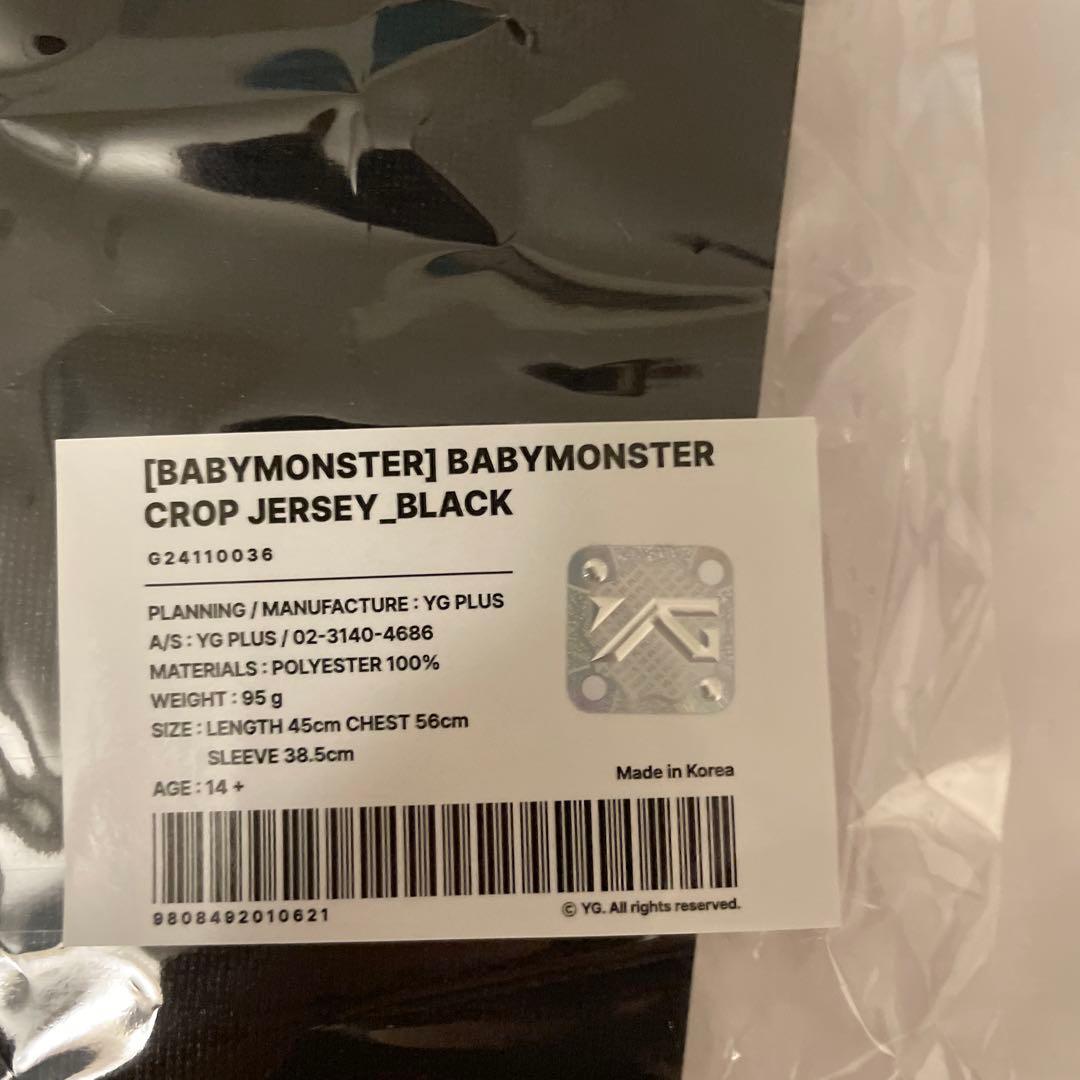 [BABYMONSTER] BABYMONSTER
CROP JERSEY_BLACK
G24110036
PLANNING / MANUFACTURE : YG PLUS
A/S : YG PLUS / 02-3140-4686
MATERIALS : POLYESTER 100%
WEIGHT : 95 g
SIZE : LENGTH 45cm CHEST 56cm
SLEEVE 38.5cm
AGE : 14 +
YG
Made in Korea
9808492010621
© YG. All rights reserved.